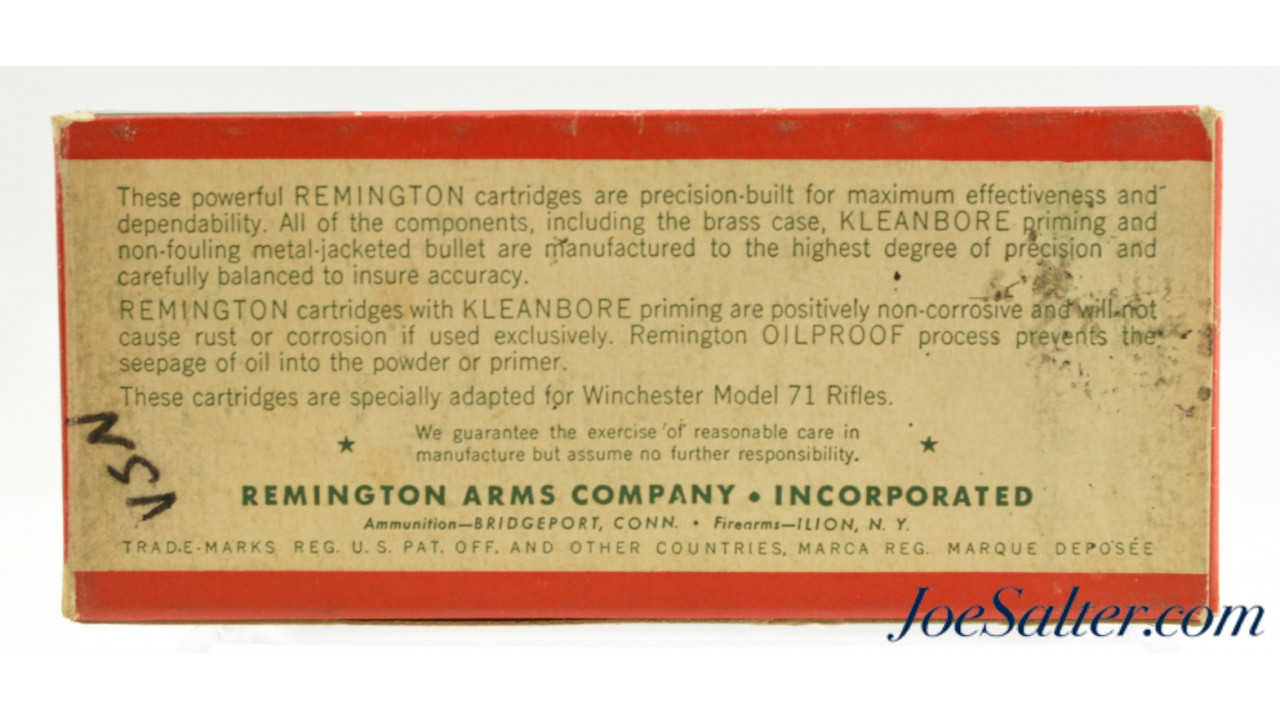 These powerful REMINGTON cartridges are precision-built for maximum effectiveness and
dependability. All of the components, including the brass case, KLEANBORE priming and
non-fouling metal-jacketed bullet are manufactured to the highest degree of precision and
carefully balanced to insure accuracy.
REMINGTON cartridges with KLEANBORE priming are positively non-corrosive and will not
cause rust or corrosion if used exclusively. Remington OILPROOF process prevents the
seepage of oil into the powder or primer.
These cartridges are specially adapted for Winchester Model 71 Rifles.
★ We guarantee the exercise of reasonable care in ★
manufacture but assume no further responsibility.
REMINGTON ARMS COMPANY • INCORPORATED
Ammunition—BRIDGEPORT, CONN. • Firearms—ILION, N. Y.
TRADE-MARKS REG. U.S. PAT. OFF. AND OTHER COUNTRIES, MARCA REG. MARQUE DEPOSÉE
JoeSalter.com